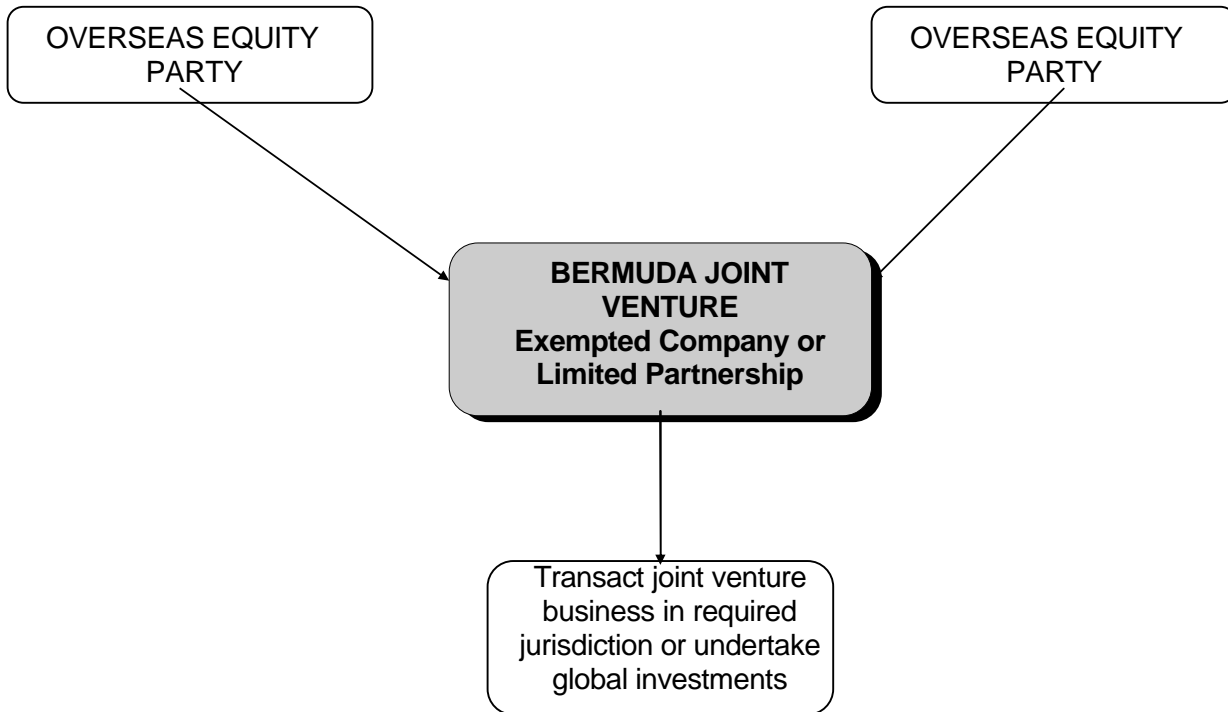 OVERSEAS EQUITY
PARTY
OVERSEAS EQUITY
PARTY
BERMUDA JOINT
VENTURE
Exempted Company or
Limited Partnership
Transact joint venture
business in required
jurisdiction or undertake
global investments